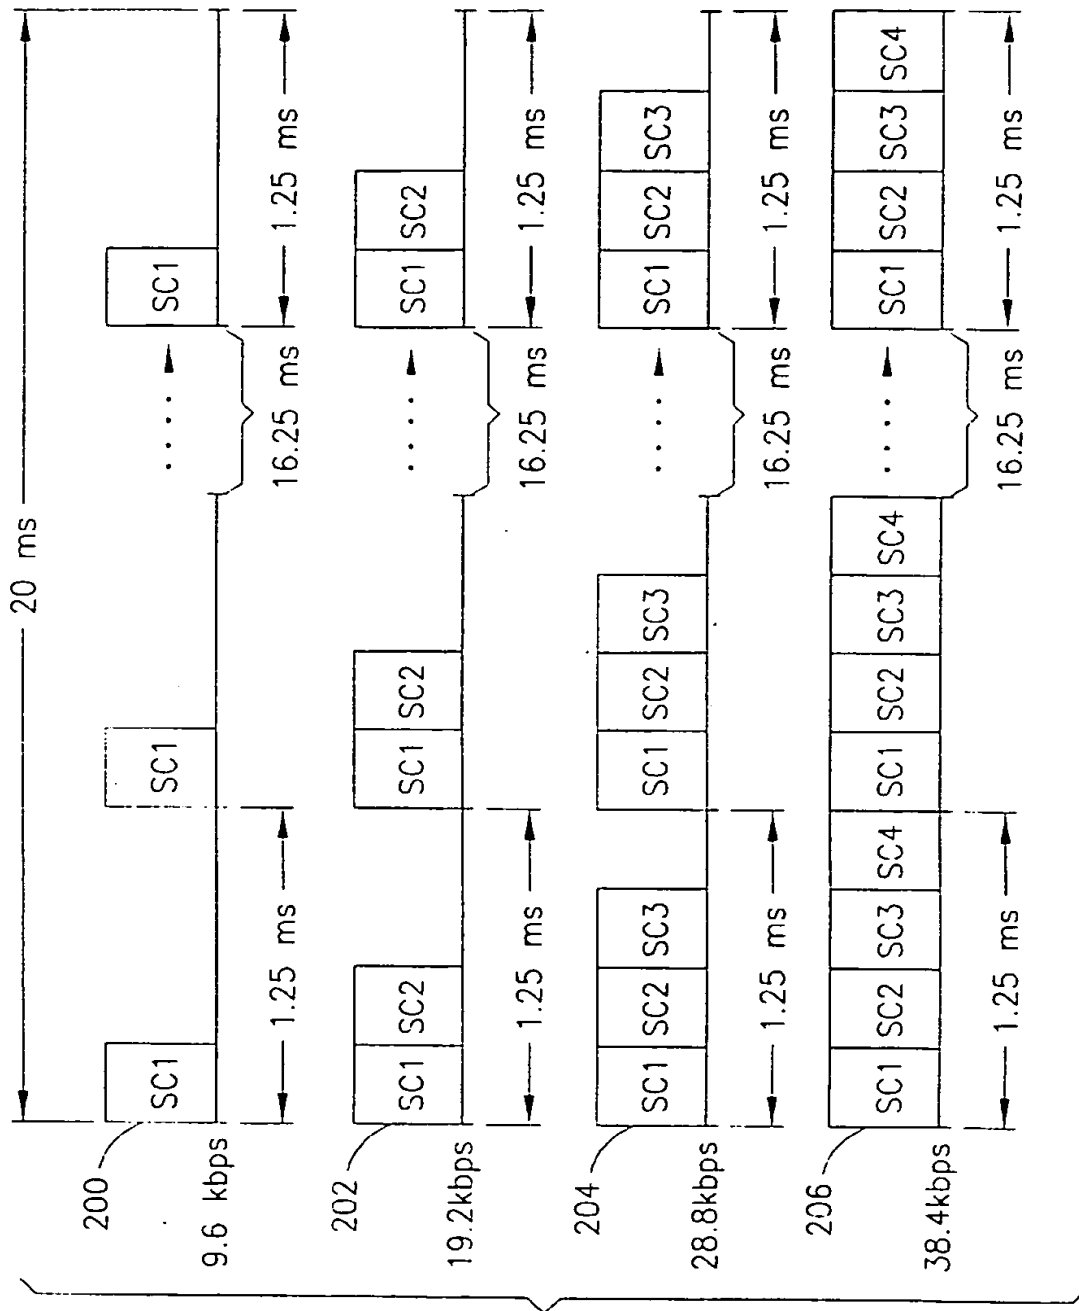 20 ms
200
9.6 kbps
SC1
SC1
....
SC1
1.25 ms
16.25 ms
1.25 ms
202
19.2kbps
SC1 SC2
SC1 SC2
....
SC1 SC2
1.25 ms
16.25 ms
1.25 ms
204
28.8kbps
SC1 SC2 SC3
SC1 SC2 SC3
....
SC1 SC2 SC3
1.25 ms
16.25 ms
1.25 ms
206
38.4kbps
SC1 SC2 SC3 SC4
SC1 SC2 SC3 SC4
....
SC1 SC2 SC3 SC4
1.25 ms
16.25 ms
1.25 ms